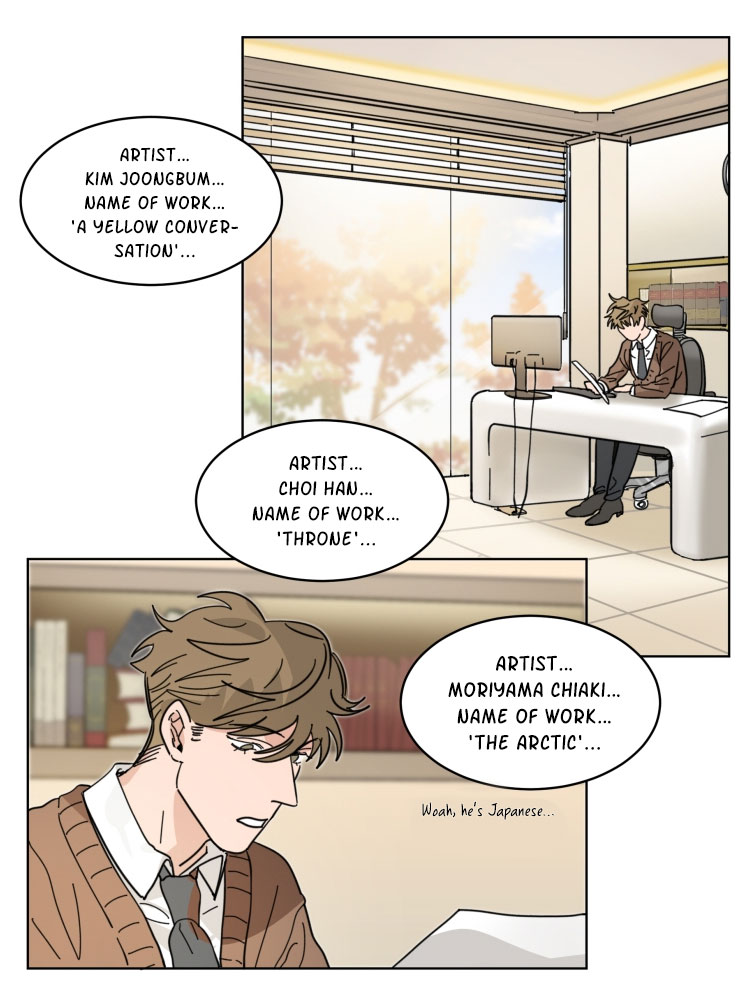 ARTIST...
KIM JOONGBUM...
NAME OF WORK...
'A YELLOW CONVER-
SATION'...
ARTIST...
CHOI HAN...
NAME OF WORK...
'THRONE'...
ARTIST...
MORIYAMA CHIAKI...
NAME OF WORK...
'THE ARCTIC'...
Woah, he's Japanese...